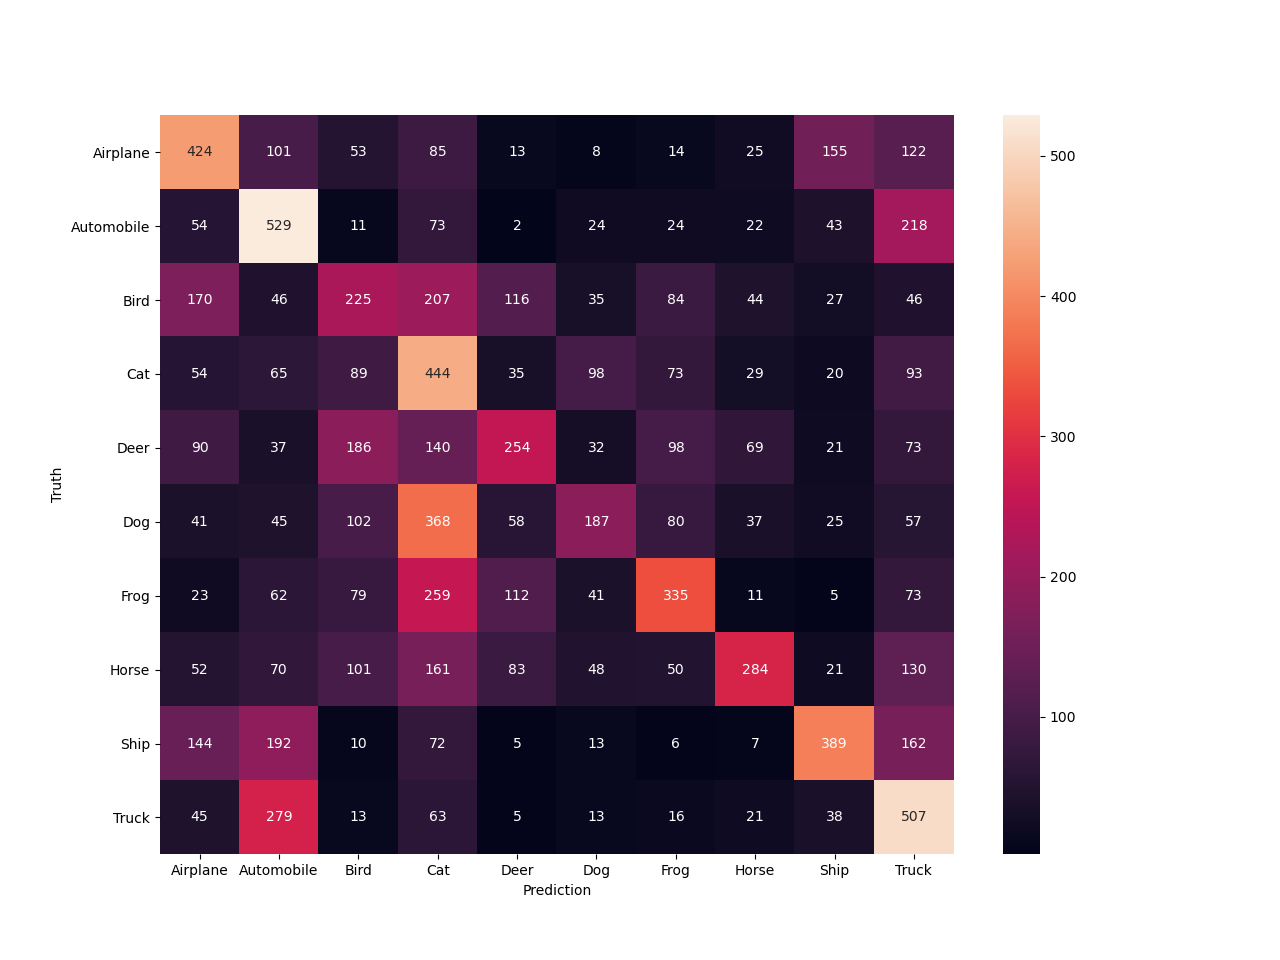 Airplane 424 101 53 85 13 8 14 25 155 122
Automobile 54 529 11 73 2 24 24 22 43 218
Bird 170 46 225 207 116 35 84 44 27 46
Cat 54 65 89 444 35 98 73 29 20 93
Deer 90 37 186 140 254 32 98 69 21 73
Dog 41 45 102 368 58 187 80 37 25 57
Frog 23 62 79 259 112 41 335 11 5 73
Horse 52 70 101 161 83 48 50 284 21 130
Ship 144 192 10 72 5 13 6 7 389 162
Truck 45 279 13 63 5 13 16 21 38 507
Airplane Automobile Bird Cat Deer Dog Frog Horse Ship Truck
Prediction
Truth
500
400
300
200
100